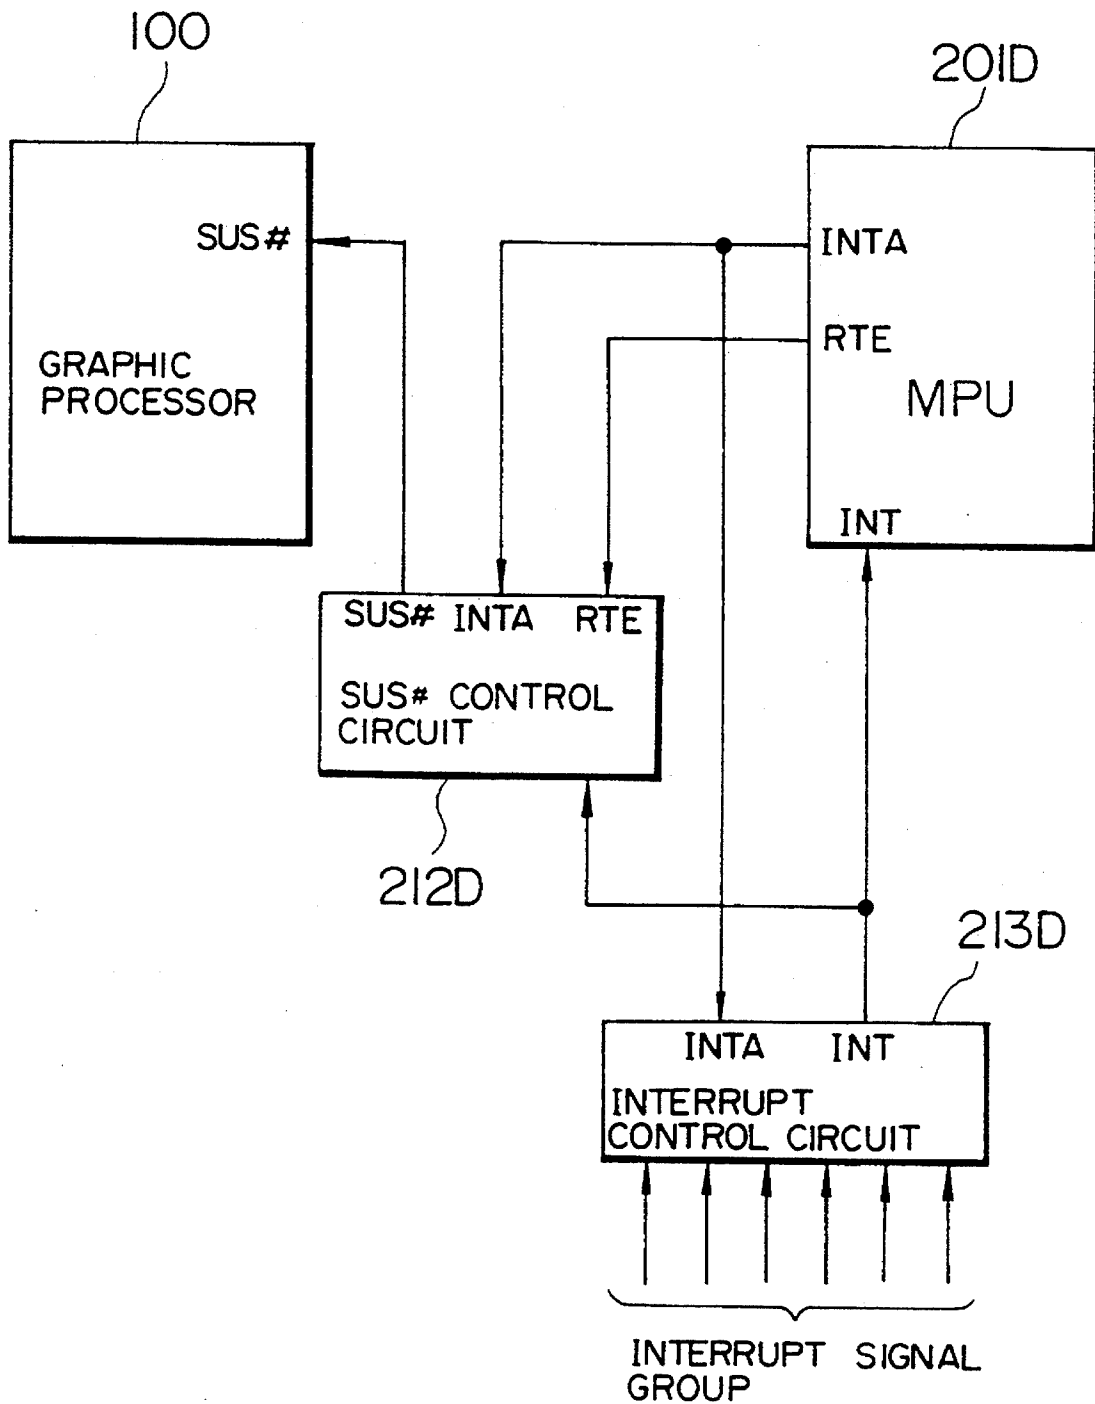 100
201D
SUS#
INTA
GRAPHIC
PROCESSOR
RTE
MPU
INT
SUS# INTA RTE
SUS# CONTROL
CIRCUIT
212D
213D
INTA INT
INTERRUPT
CONTROL CIRCUIT
INTERRUPT SIGNAL
GROUP